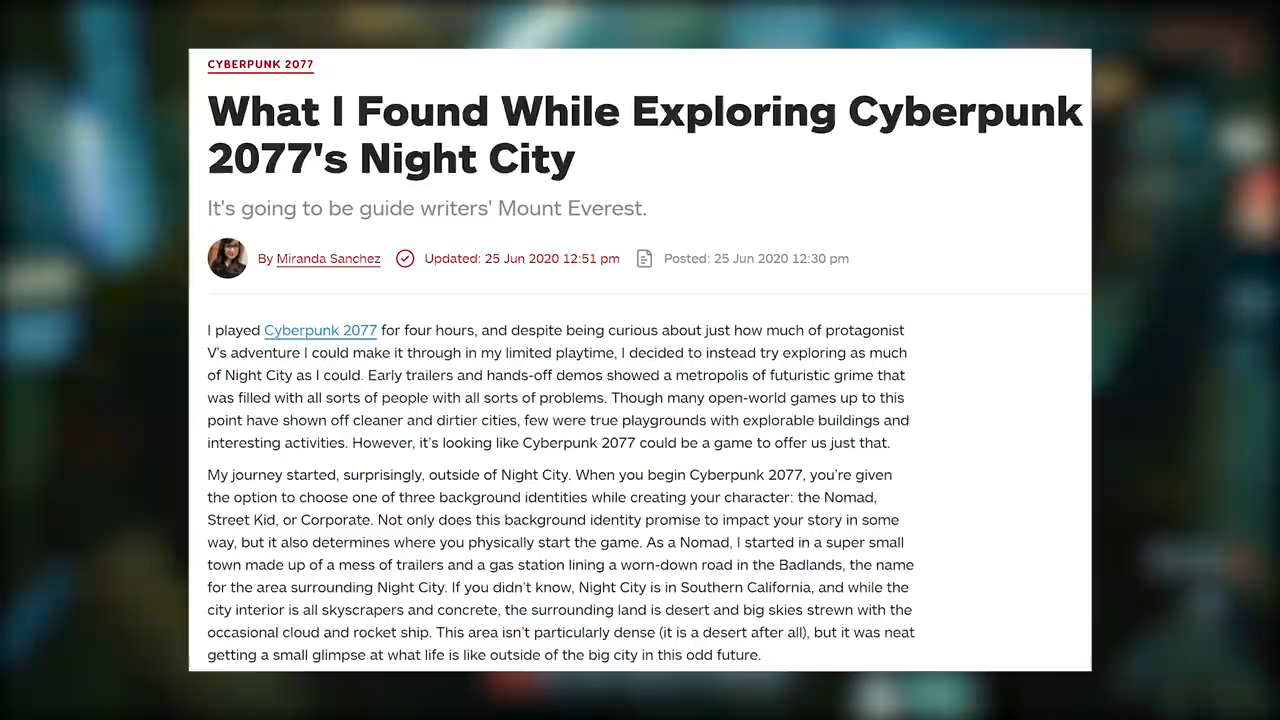 CYBERPUNK 2077
What I Found While Exploring Cyberpunk
2077's Night City
It's going to be guide writers' Mount Everest.
By Miranda Sanchez Updated: 25 Jun 2020 12:51 pm Posted: 25 Jun 2020 12:30 pm
I played Cyberpunk 2077 for four hours, and despite being curious about just how much of protagonist
V's adventure I could make it through in my limited playtime, I decided to instead try exploring as much
of Night City as I could. Early trailers and hands-off demos showed a metropolis of futuristic grime that
was filled with all sorts of people with all sorts of problems. Though many open-world games up to this
point have shown off cleaner and dirtier cities, few were true playgrounds with explorable buildings and
interesting activities. However, it's looking like Cyberpunk 2077 could be a game to offer us just that.
My journey started, surprisingly, outside of Night City. When you begin Cyberpunk 2077, you're given
the option to choose one of three background identities while creating your character: the Nomad,
Street Kid, or Corporate. Not only does this background identity promise to impact your story in some
way, but it also determines where you physically start the game. As a Nomad, I started in a super small
town made up of a mess of trailers and a gas station lining a worn-down road in the Badlands, the name
for the area surrounding Night City. If you didn't know, Night City is in Southern California, and while the
city interior is all skyscrapers and concrete, the surrounding land is desert and big skies strewn with the
occasional cloud and rocket ship. This area isn't particularly dense (it is a desert after all), but it was neat
getting a small glimpse at what life is like outside of the big city in this odd future.